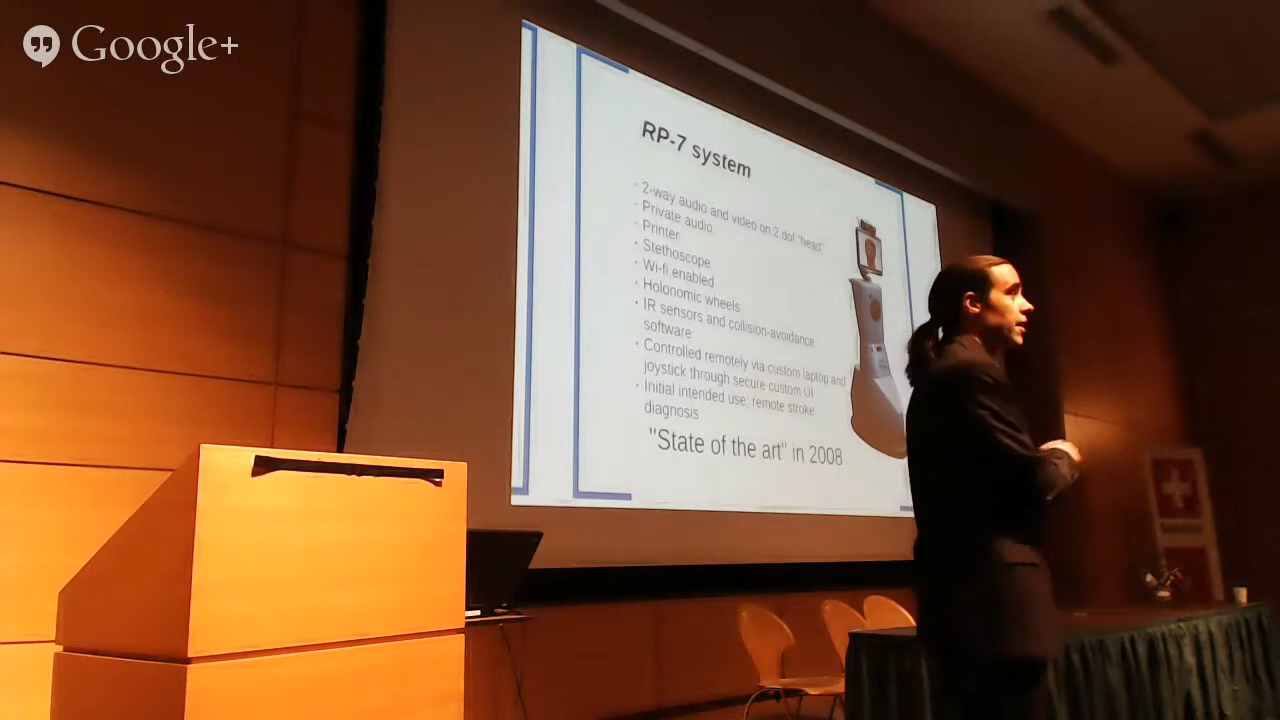 Google+
RP-7 system
· 2-way audio and video on 2 dof "head"
· Private audio
· Printer
· Stethoscope
· Wi-fi enabled
· Holonomic wheels
· IR sensors and collision-avoidance
software
· Controlled remotely via custom laptop and
joystick through secure custom UI
· Initial intended use: remote stroke
diagnosis
"State of the art" in 2008